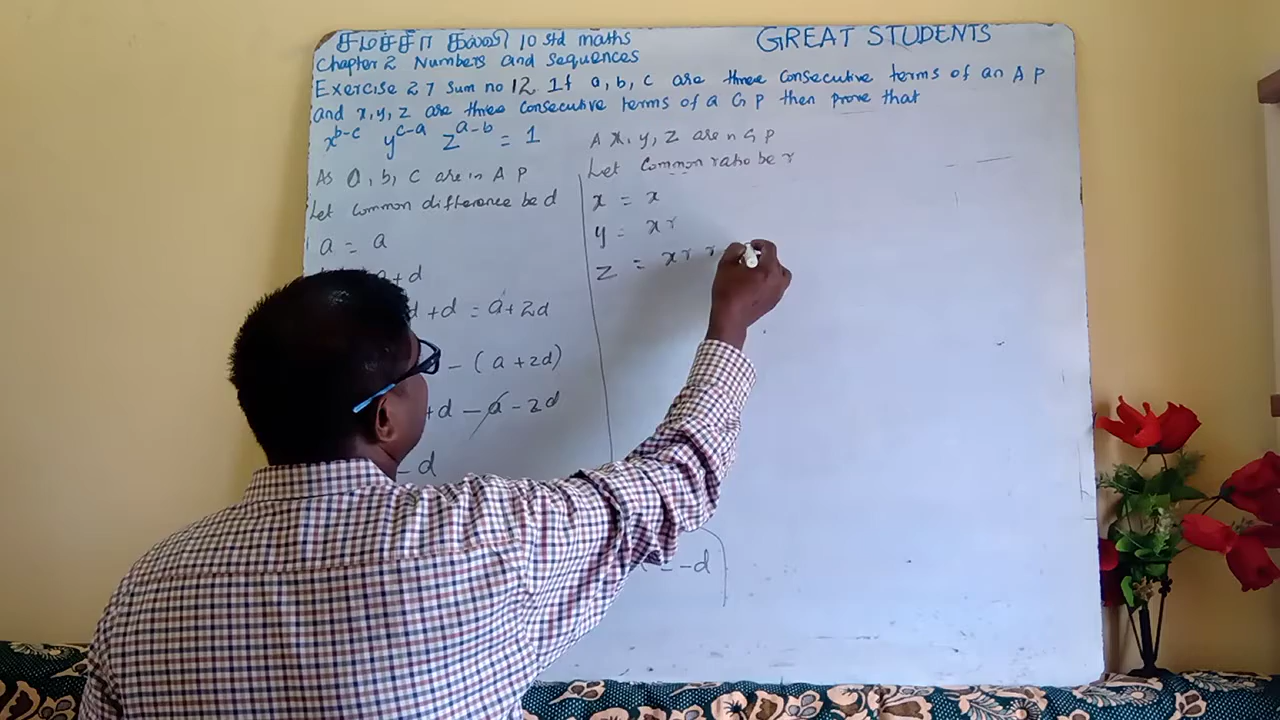 சமச்சீர் கல்வி 10 std maths
GREAT STUDENTS
Chapter 2 Numbers and Sequences
Exercise 2.7 Sum no 12. If a, b, c are three consecutive terms of an A P
and x, y, z are three consecutive terms of a G P then prove that
x^{b-c} y^{c-a} z^{a-b} = 1
As a, b, c are in A P
Let Common difference be d
a = a
a+d
d +d = a+2d
- (a + 2d)
+d - a - 2d
- d
A x, y, z are n G P
Let Common ratio be r
x = x
y = x r
z = x r r
= -d